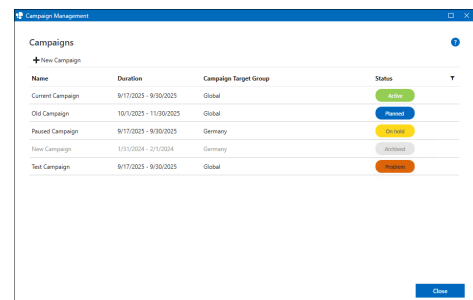 Campaign Management
Campaigns
?
New Campaign
Name Duration Campaign Target Group Status
Current Campaign 9/17/2025 - 9/30/2025 Global Active
Old Campaign 10/1/2025 - 11/30/2025 Global Planned
Paused Campaign 9/17/2025 - 9/30/2025 Germany On hold
New Campaign 1/31/2024 - 2/1/2024 Germany Archived
Test Campaign 9/17/2025 - 9/30/2025 Global Problem
Close